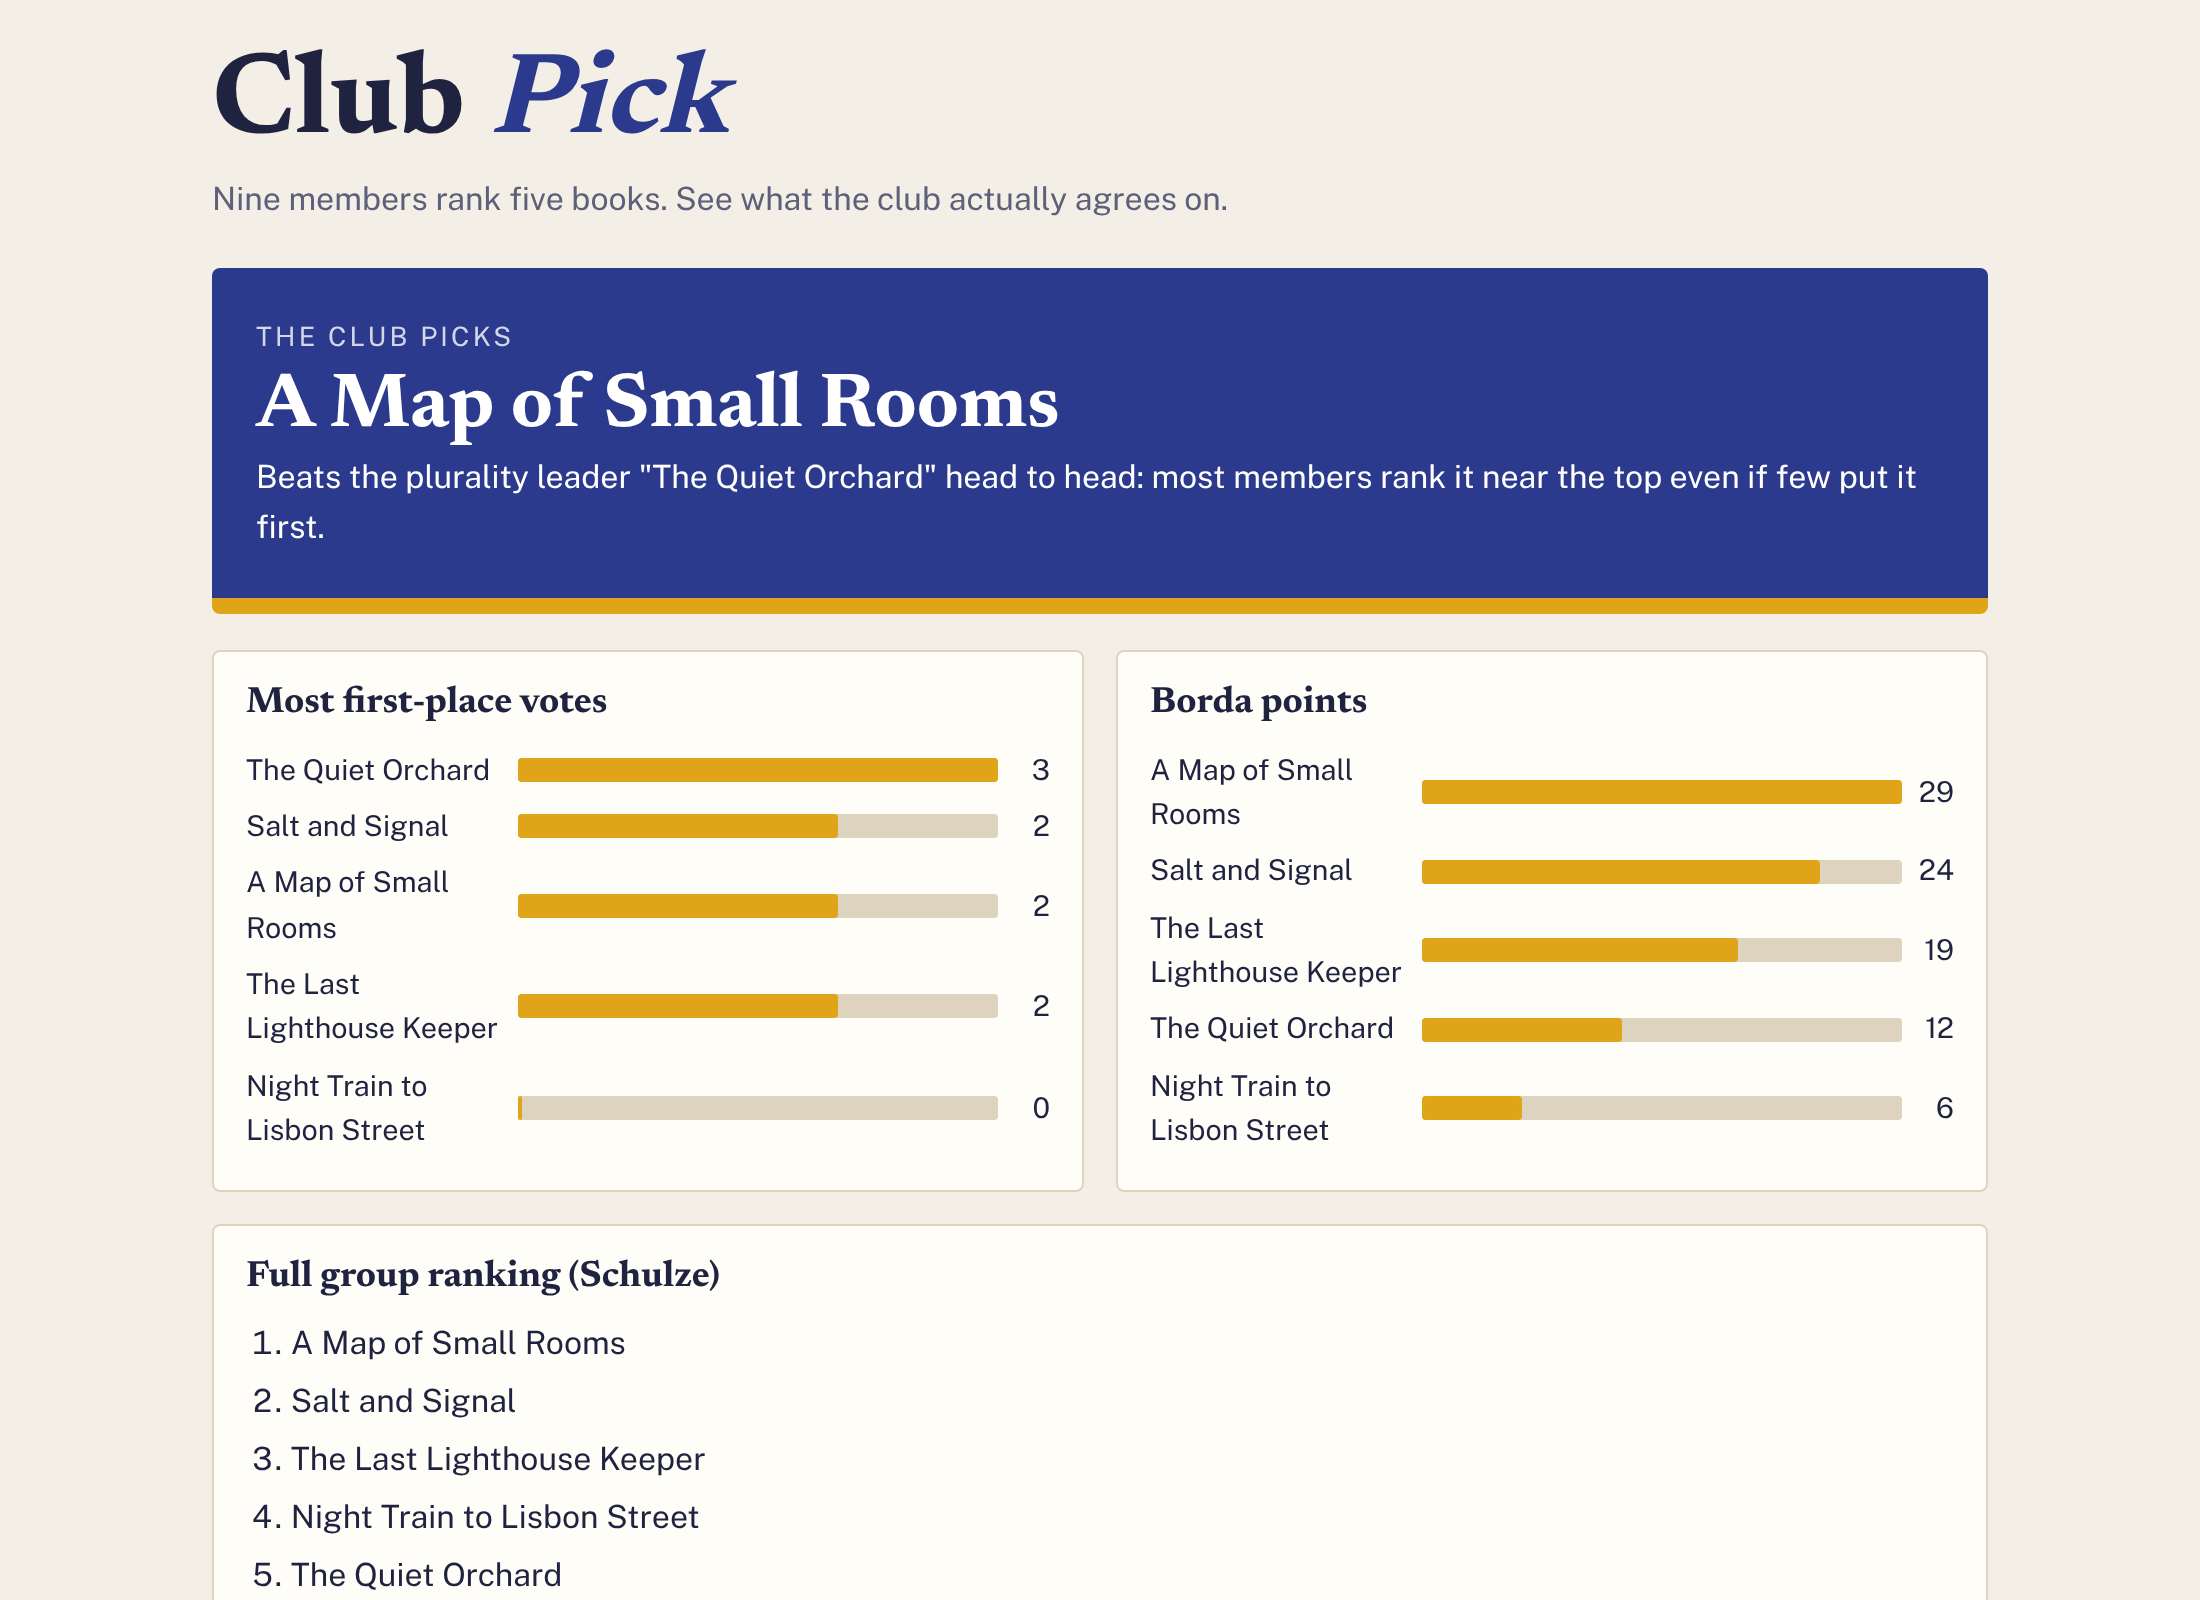 Club Pick
Nine members rank five books. See what the club actually agrees on.
THE CLUB PICKS
A Map of Small Rooms
Beats the plurality leader "The Quiet Orchard" head to head: most members rank it near the top even if few put it
first.
Most first-place votes
The Quiet Orchard 3
Salt and Signal 2
A Map of Small
Rooms 2
The Last
Lighthouse Keeper 2
Night Train to
Lisbon Street 0
Borda points
A Map of Small
Rooms 29
Salt and Signal 24
The Last
Lighthouse Keeper 19
The Quiet Orchard 12
Night Train to
Lisbon Street 6
Full group ranking (Schulze)
1. A Map of Small Rooms
2. Salt and Signal
3. The Last Lighthouse Keeper
4. Night Train to Lisbon Street
5. The Quiet Orchard